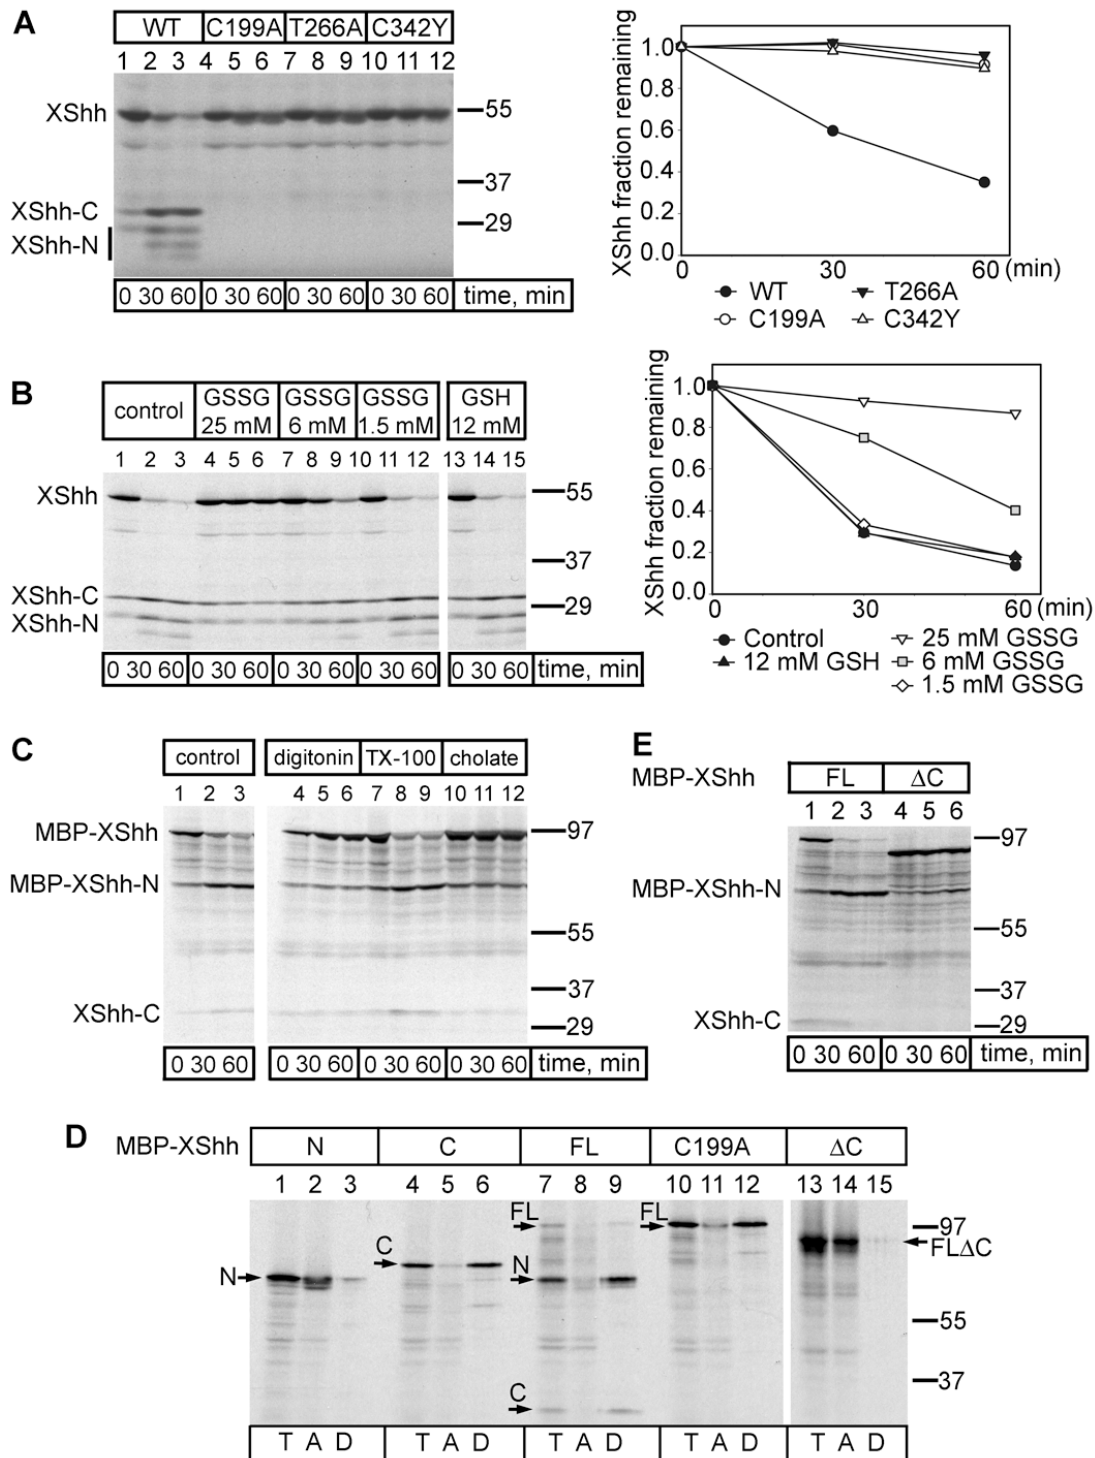 A
WT C199A T266A C342Y
1 2 3 4 5 6 7 8 9 10 11 12
XShh
55
37
XShh-C
29
XShh-N
0 30 60 0 30 60 0 30 60 0 30 60 time, min
XShh fraction remaining
1.0
0.8
0.6
0.4
0.2
0.0
0 30 60 (min)
WT T266A
C199A C342Y
B
control GSSG 25 mM GSSG 6 mM GSSG 1.5 mM GSH 12 mM
1 2 3 4 5 6 7 8 9 10 11 12 13 14 15
XShh
55
37
XShh-C
29
XShh-N
0 30 60 0 30 60 0 30 60 0 30 60 0 30 60 time, min
XShh fraction remaining
1.0
0.8
0.6
0.4
0.2
0.0
0 30 60 (min)
Control 25 mM GSSG
12 mM GSH 6 mM GSSG
1.5 mM GSSG
C
control digitonin TX-100 cholate
1 2 3 4 5 6 7 8 9 10 11 12
MBP-XShh
97
MBP-XShh-N
55
37
XShh-C
29
0 30 60 0 30 60 0 30 60 0 30 60 time, min
E
MBP-XShh FL ΔC
1 2 3 4 5 6
97
MBP-XShh-N
55
37
XShh-C
29
0 30 60 0 30 60 time, min
D
MBP-XShh N C FL C199A ΔC
1 2 3 4 5 6 7 8 9 10 11 12 13 14 15
FL FL
97
C
FLΔC
N N
55
37
C
T A D T A D T A D T A D T A D